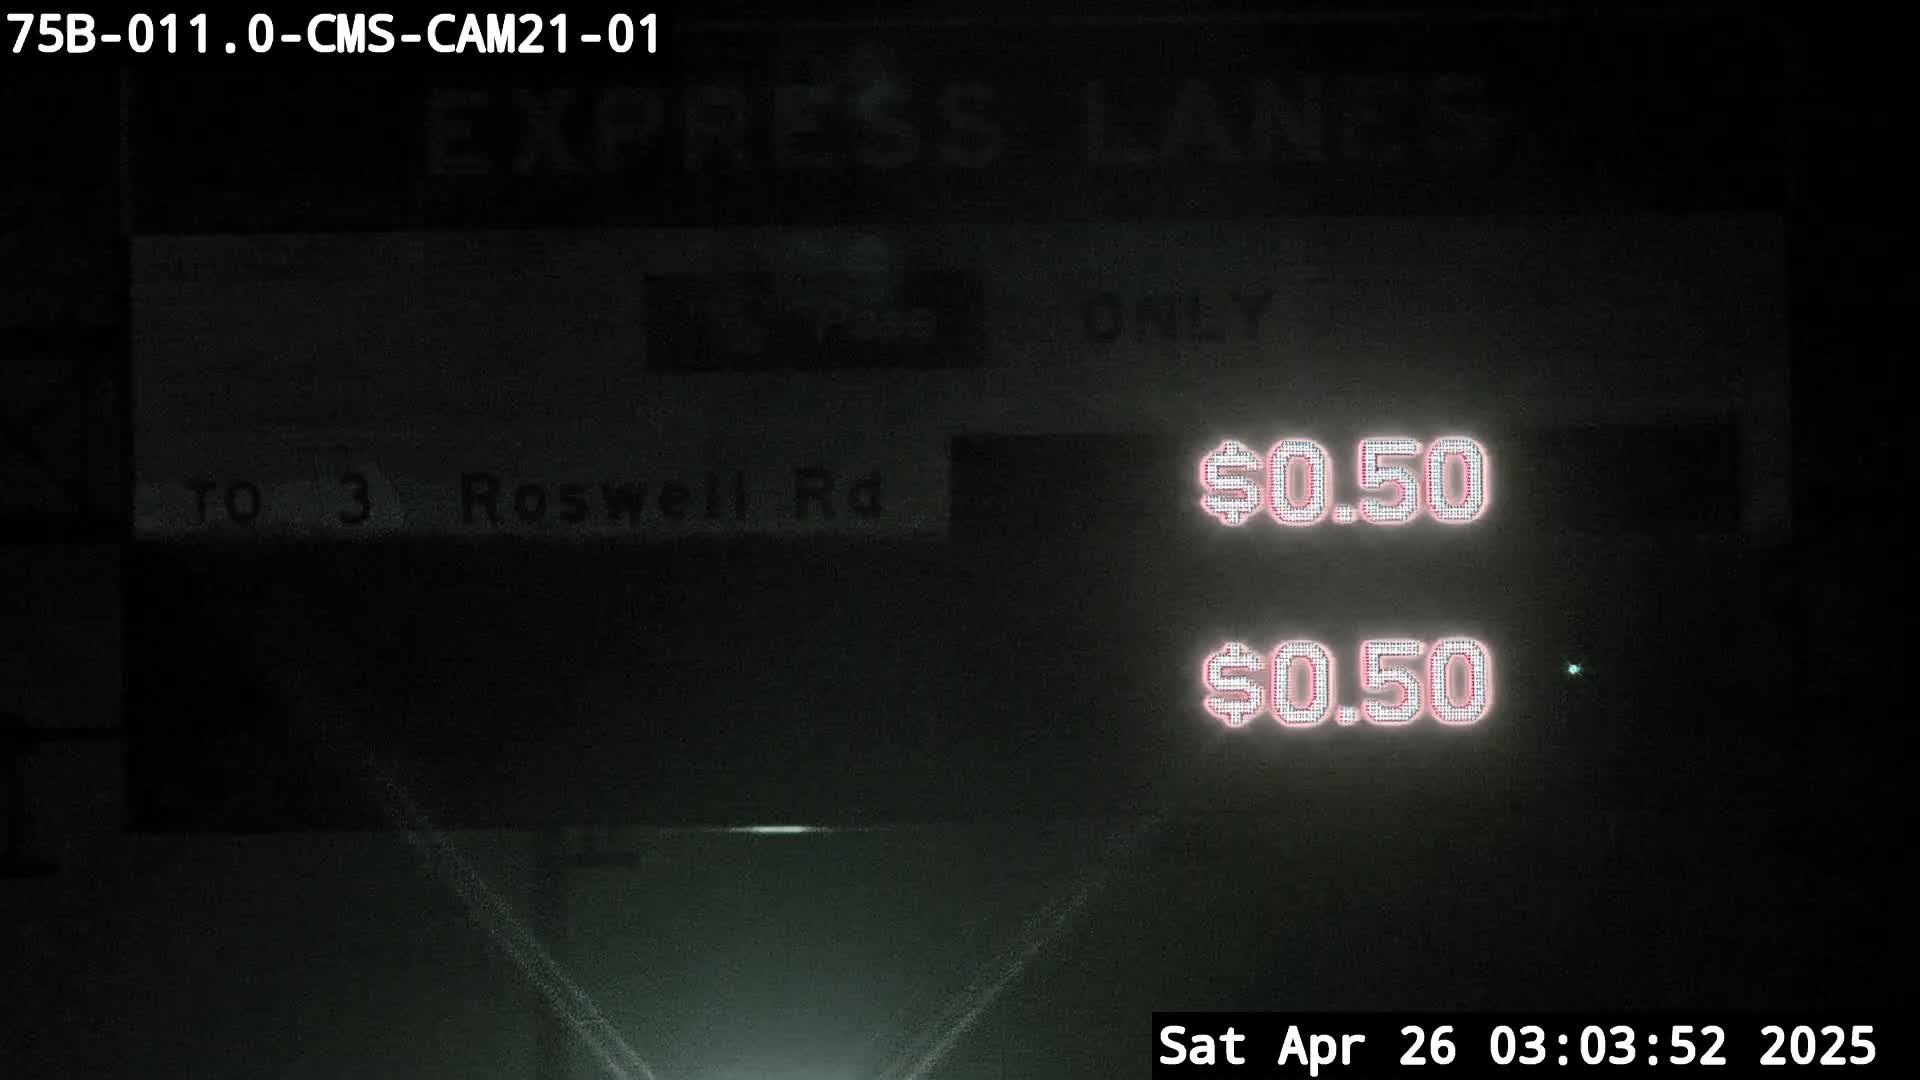 75B-011.0-CMS-CAM21-01
EXPRESS LANES
Pass ONLY
TO 3 Roswell Rd $0.50
$0.50
Sat Apr 26 03:03:52 2025